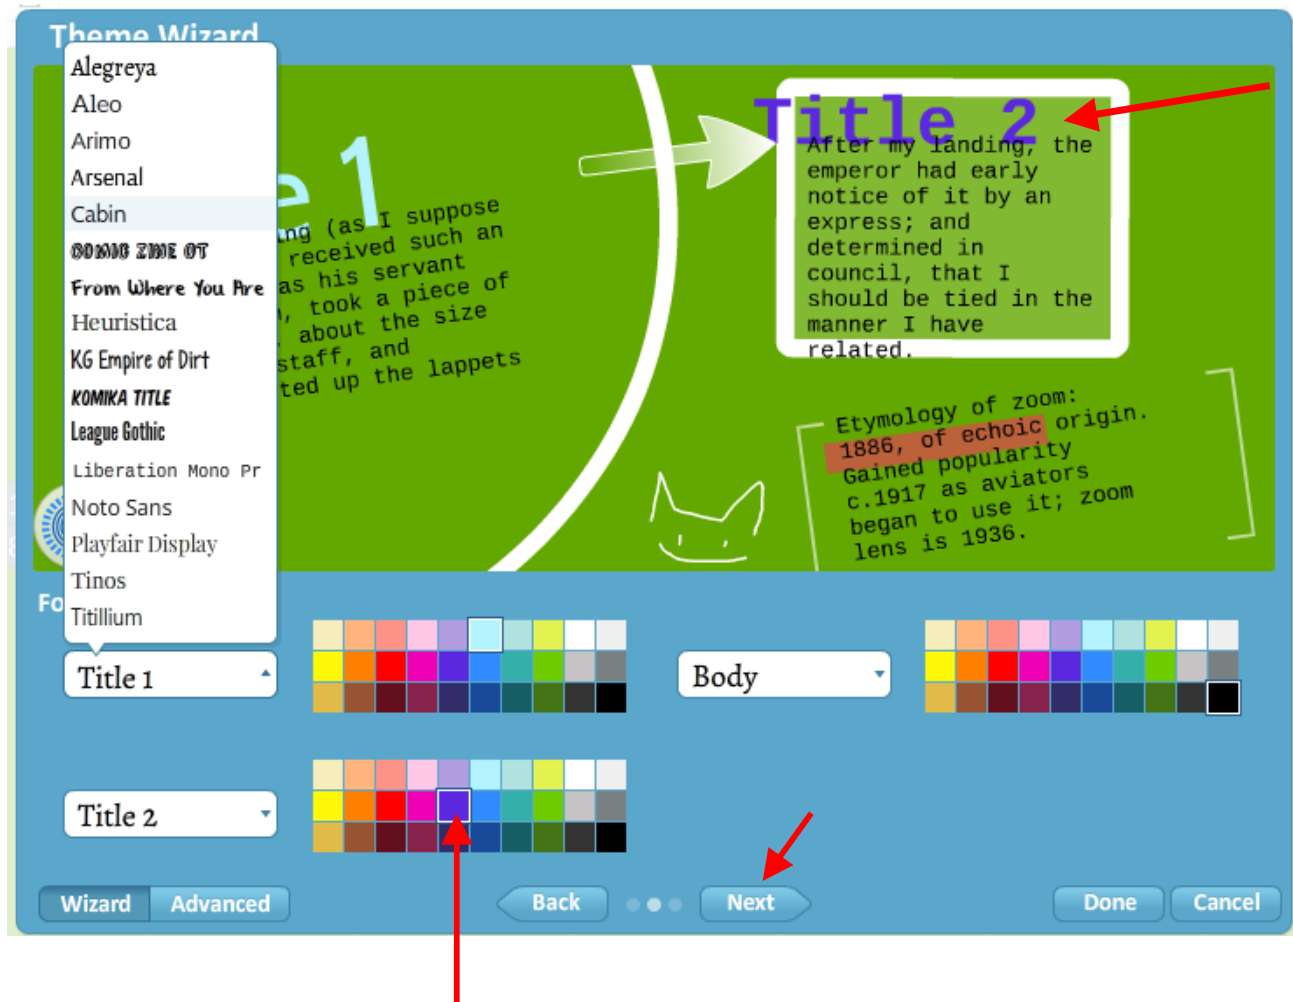 Theme Wizard
Alegreya
Aleo
Arimo
Arsenal
Cabin
COMIC ZINE OT
From Where You Are
Heuristica
KG Empire of Dirt
KOMIKA TITLE
League Gothic
Liberation Mono Pr
Noto Sans
Playfair Display
Tinos
Titillium
e 1
ing (as I suppose
received such an
as his servant
, took a piece of
about the size
staff, and
ted up the lappets
Title 2
After my landing, the
emperor had early
notice of it by an
express; and
determined in
council, that I
should be tied in the
manner I have
related.
Etymology of zoom:
1886, of echoic origin.
Gained popularity
c.1917 as aviators
began to use it; zoom
lens is 1936.
Fo
Title 1
Body
Title 2
Wizard
Advanced
Back
Next
Done
Cancel